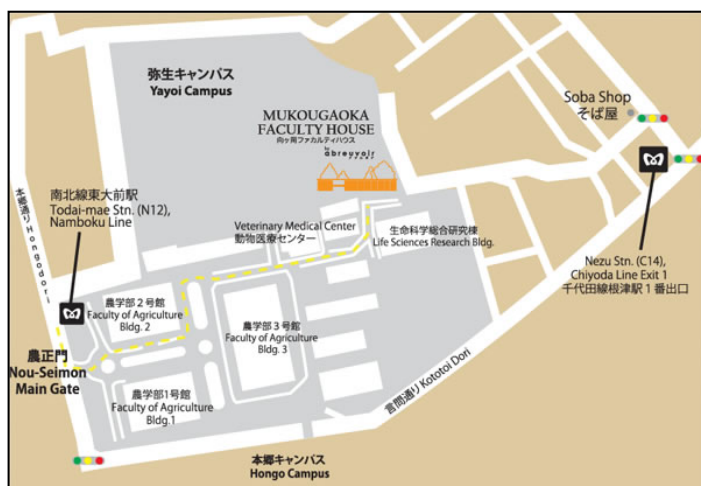 弥生キャンパス
Yayoi Campus
MUKOUGAOKA
FACULTY HOUSE
向ヶ岡ファカルティハウス
by
abreuvoir
Soba Shop
そば屋
本郷通り Hongodori
南北線東大前駅
Todai-mae Stn. (N12),
Namboku Line
Veterinary Medical Center
動物医療センター
生命科学総合研究棟
Life Sciences Research Bldg.
Nezu Stn. (C14),
Chiyoda Line Exit 1
千代田線根津駅1番出口
農学部2号館
Faculty of Agriculture
Bldg. 2
農学部3号館
Faculty of Agriculture
Bldg. 3
農正門
Nou-Seimon
Main Gate
農学部1号館
Faculty of Agriculture
Bldg.1
言問通り Kototoi Dori
本郷キャンパス
Hongo Campus